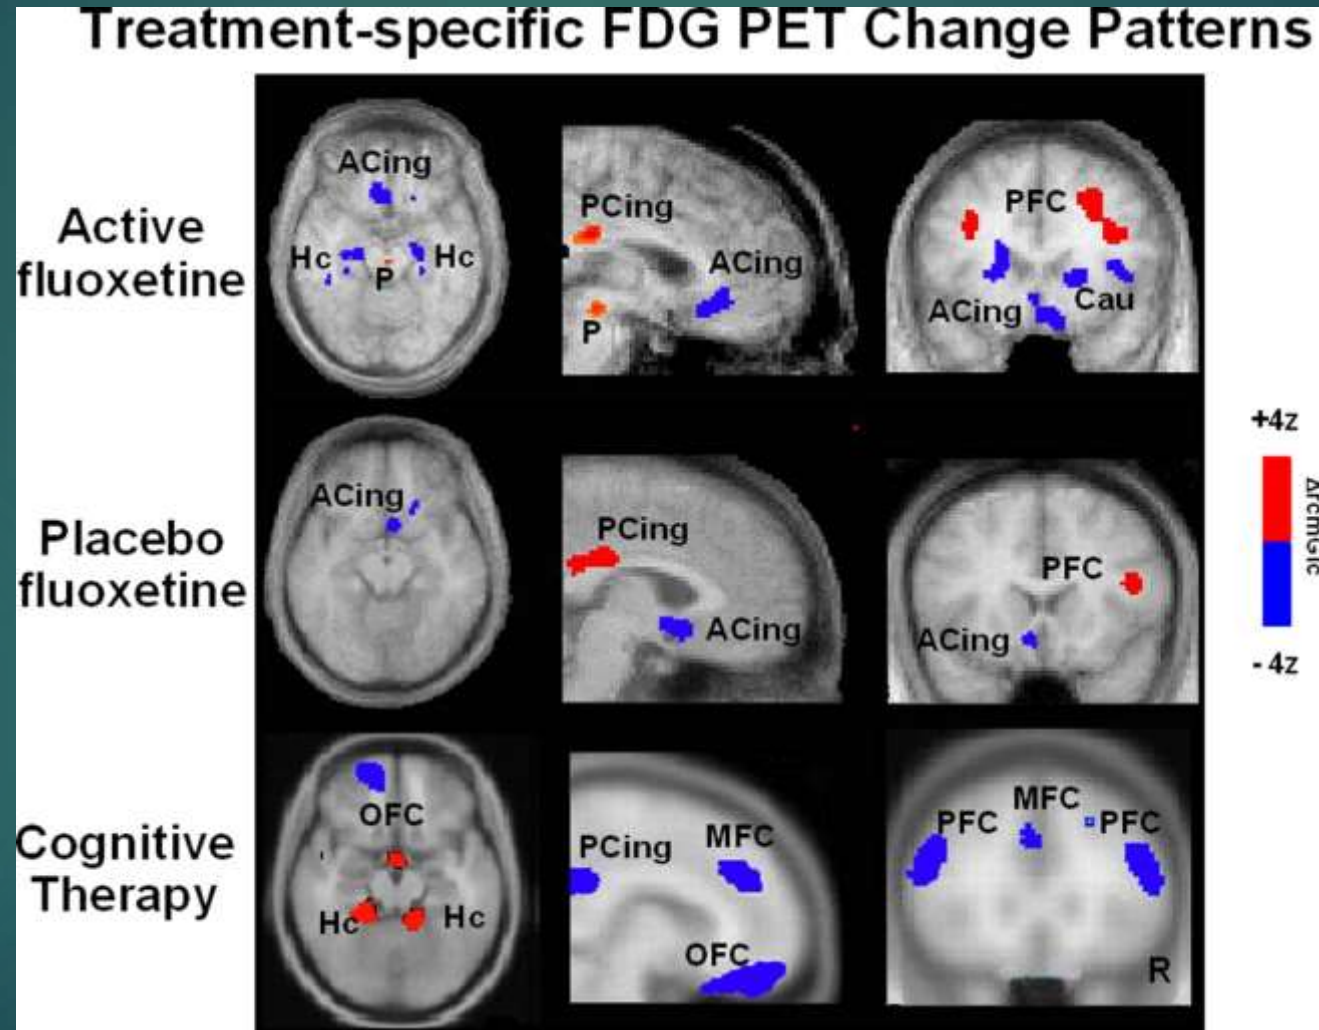 Treatment-specific FDG PET Change Patterns
Active
fluoxetine
ACing
Hc
Hc
P
PCing
ACing
P
PFC
ACing
Cau
Placebo
fluoxetine
ACing
PCing
ACing
PFC
ACing
Cognitive
Therapy
OFC
Hc
Hc
PCing
MFC
OFC
MFC
PFC
PFC
R
+4z
ΔrcmGlc
- 4z